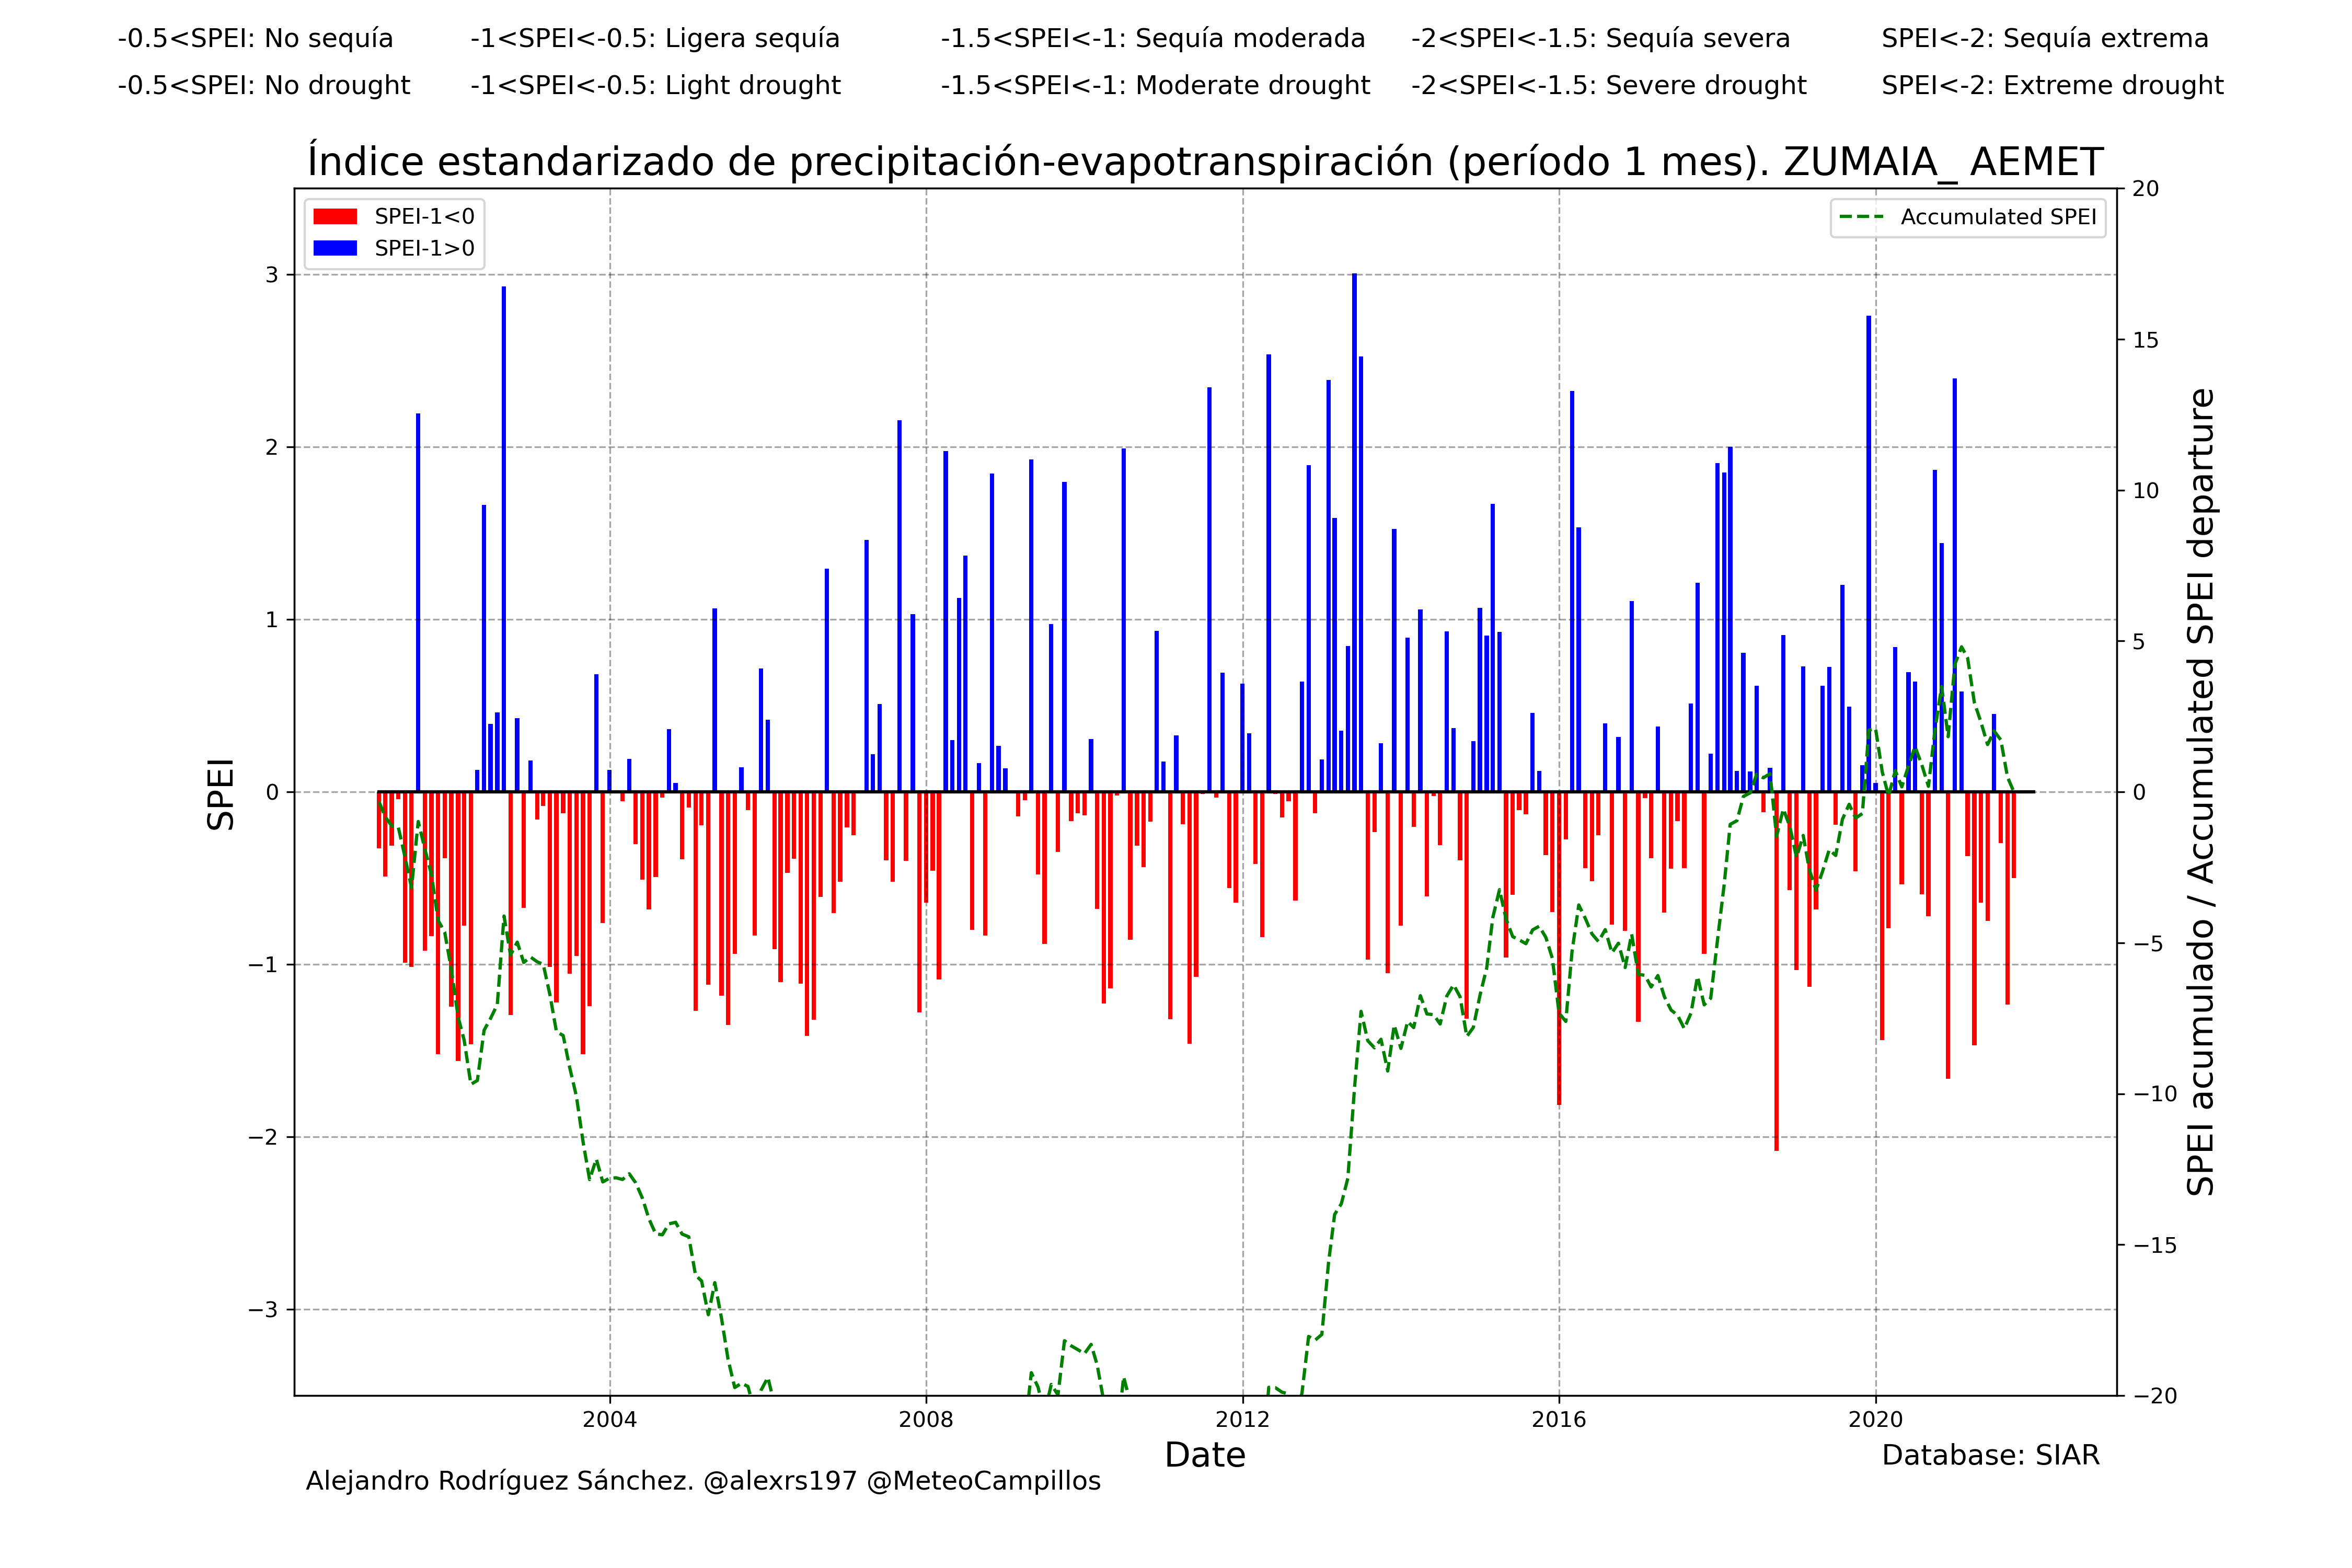 -0.5<SPEI: No sequía -1<SPEI<-0.5: Ligera sequía -1.5<SPEI<-1: Sequía moderada -2<SPEI<-1.5: Sequía severa SPEI<-2: Sequía extrema
-0.5<SPEI: No drought -1<SPEI<-0.5: Light drought -1.5<SPEI<-1: Moderate drought -2<SPEI<-1.5: Severe drought SPEI<-2: Extreme drought
Índice estandarizado de precipitación-evapotranspiración (período 1 mes). ZUMAIA_ AEMET
SPEI-1<0
SPEI-1>0
Accumulated SPEI
SPEI
3
2
1
0
−1
−2
−3
20
15
10
5
0
−5
−10
−15
−20
SPEI acumulado / Accumulated SPEI departure
2004 2008 2012 2016 2020
Date
Database: SIAR
Alejandro Rodríguez Sánchez. @alexrs197 @MeteoCampillos